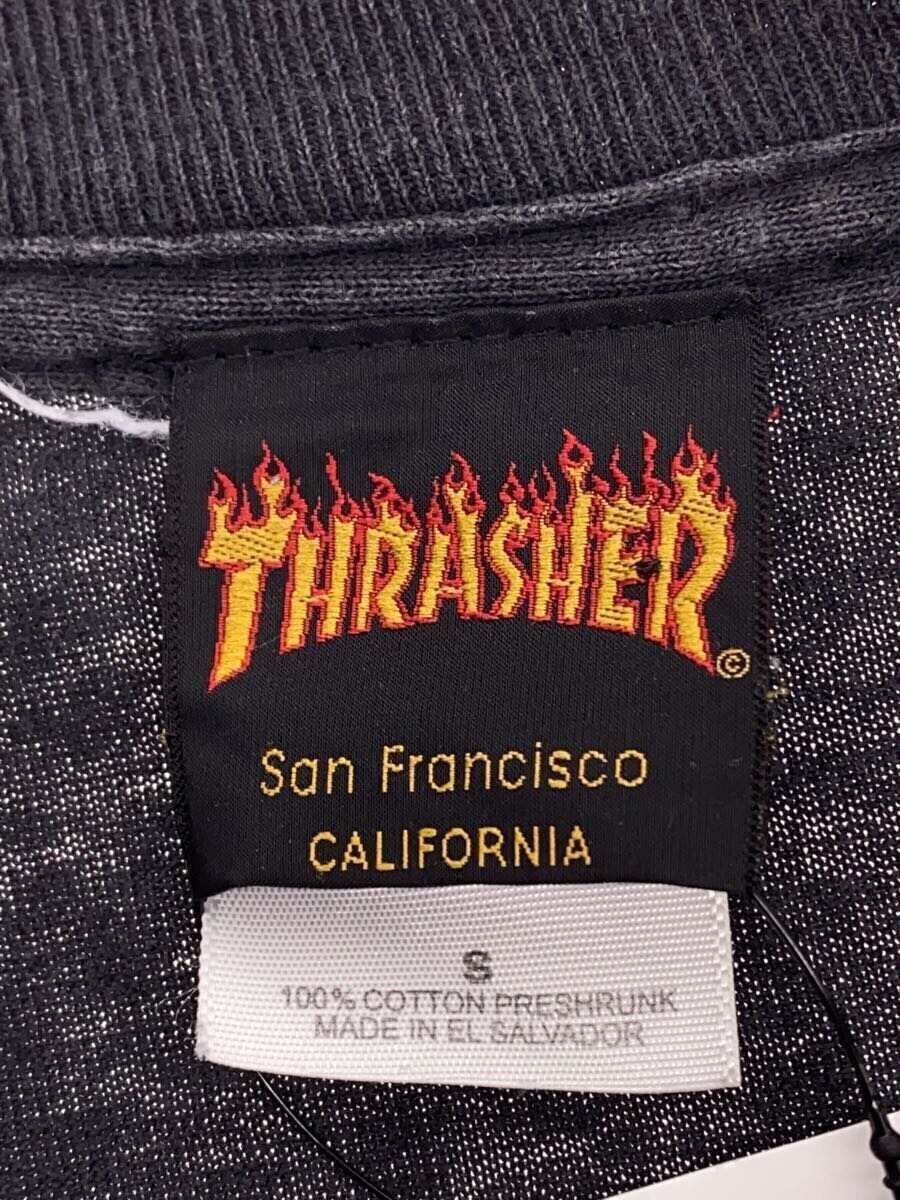 THRASHER©
San Francisco
CALIFORNIA
S
100% COTTON PRESHRUNK
MADE IN EL SALVADOR